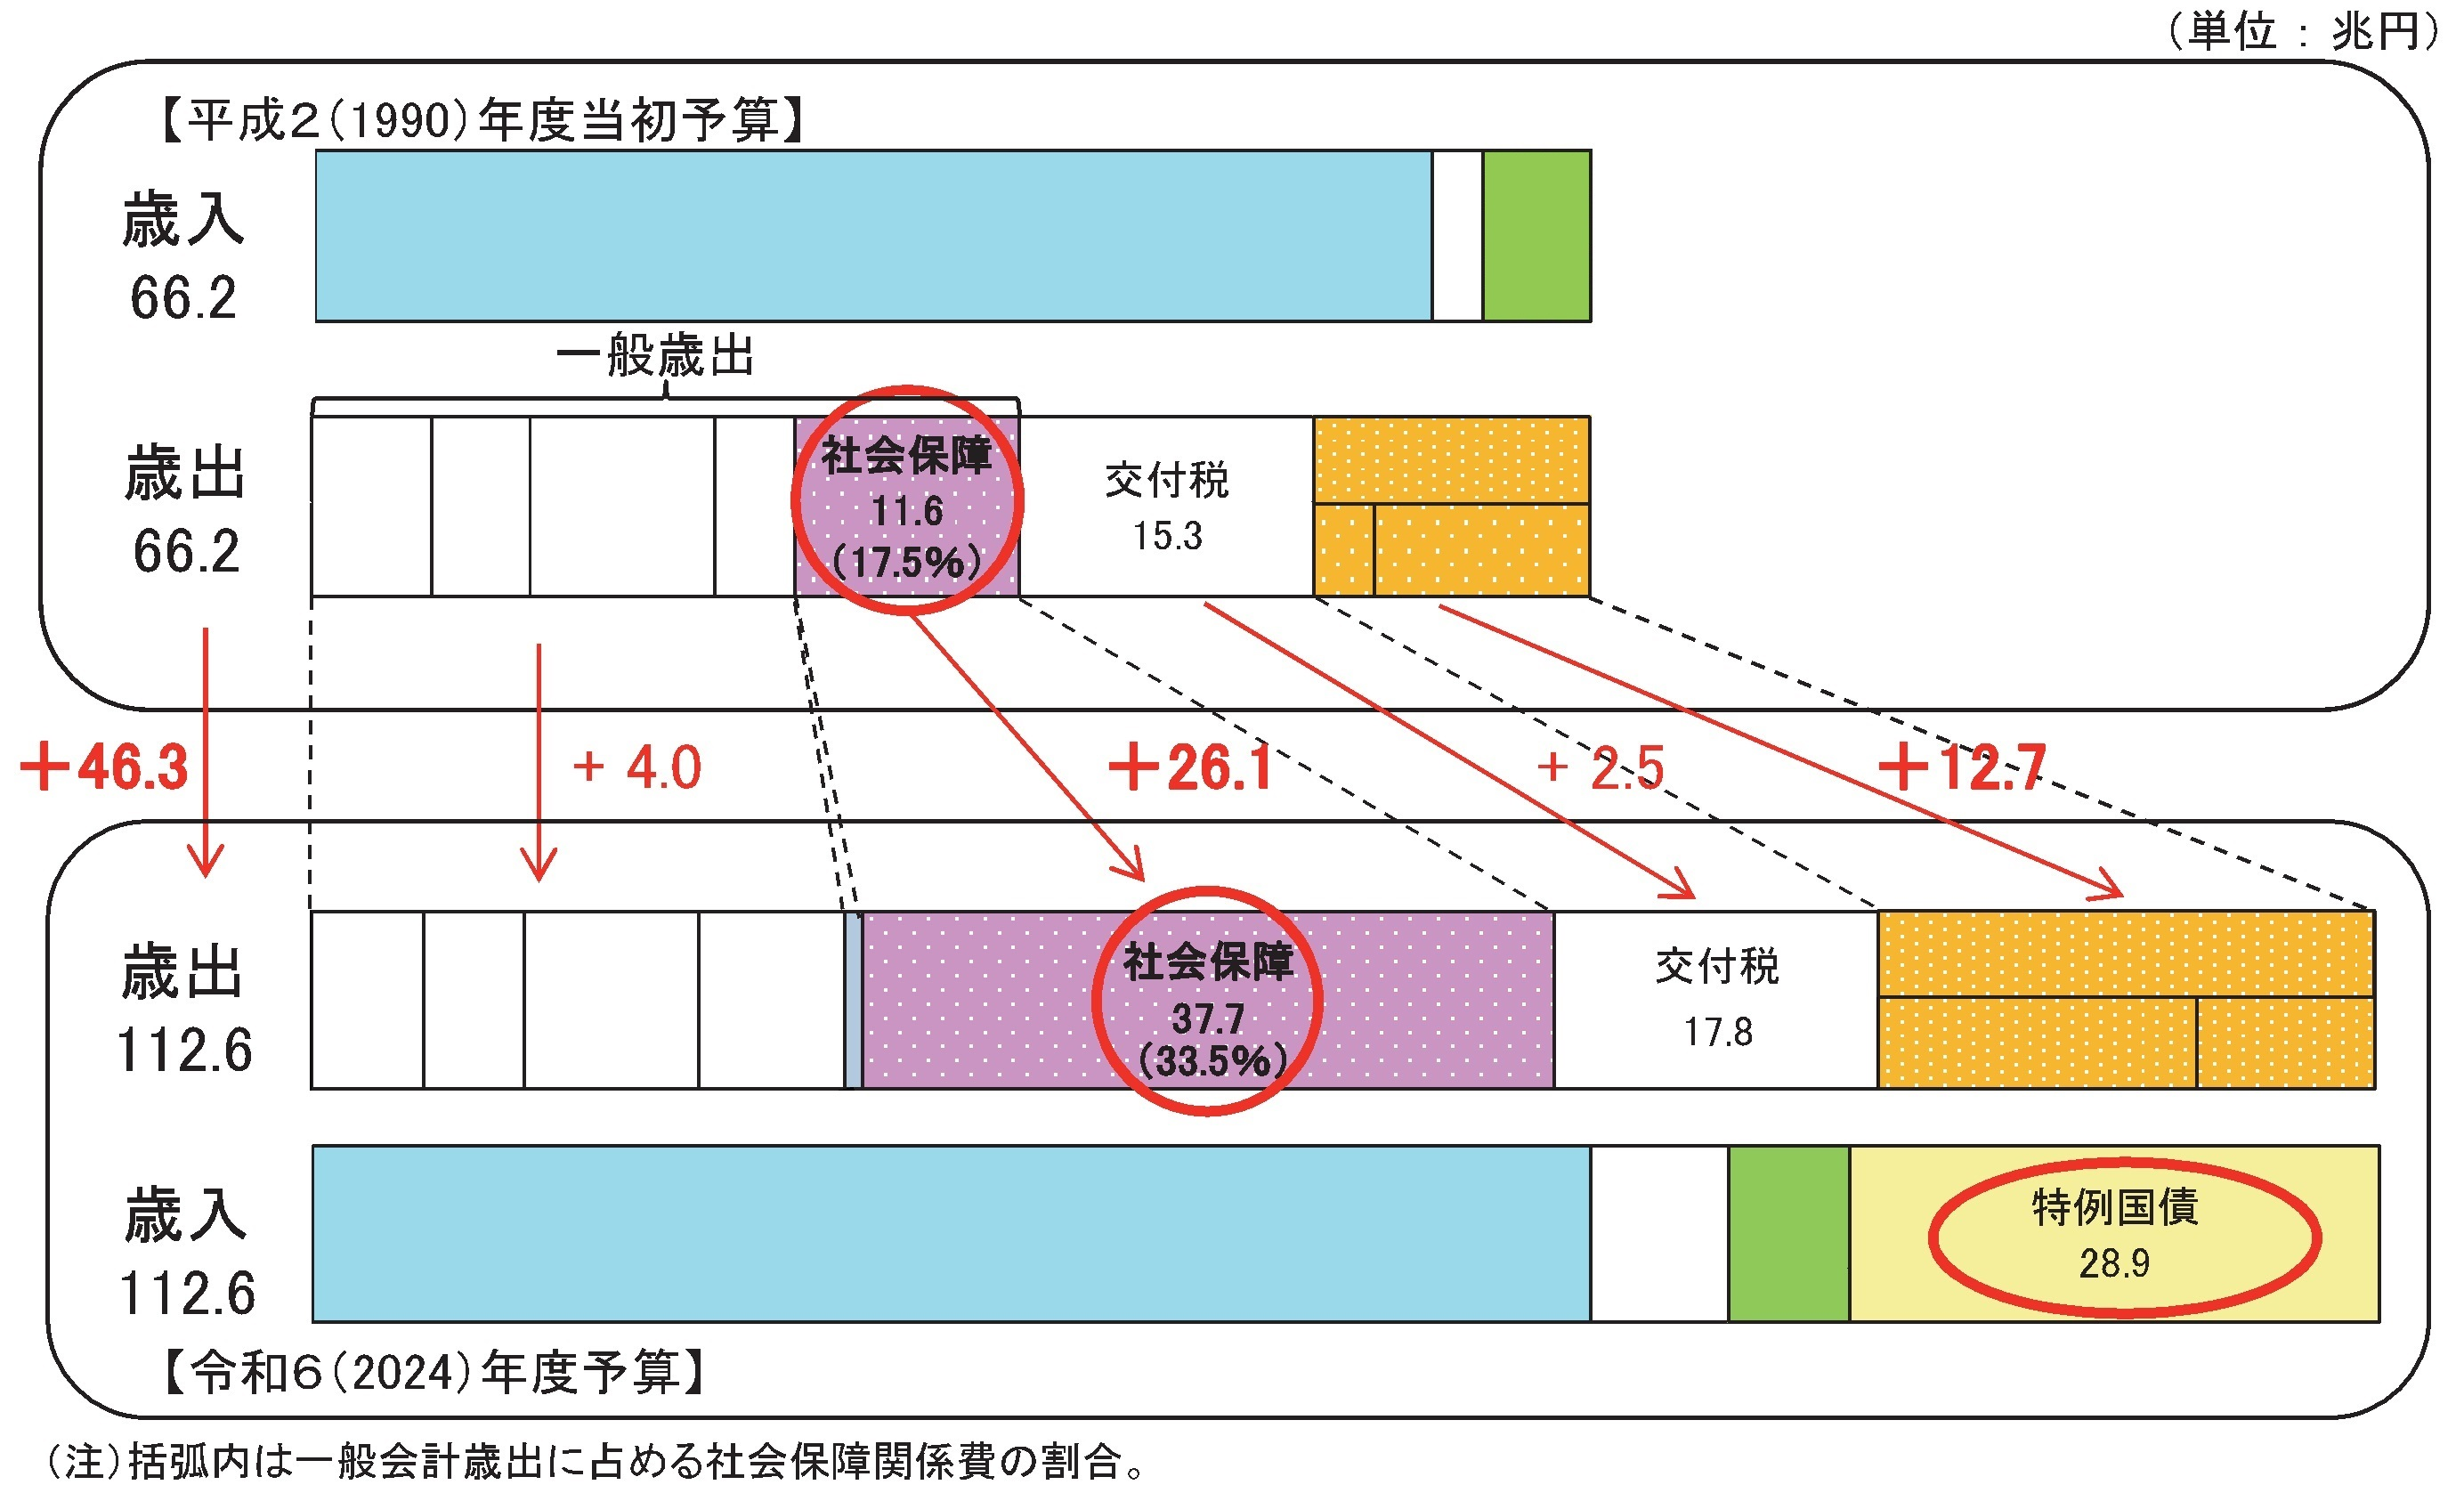 （単位：兆円）
【平成２（1990）年度当初予算】
歳入
66.2
一般歳出
歳出
66.2
社会保障
11.6
（17.5%）
交付税
15.3
＋46.3
+ 4.0
＋26.1
+ 2.5
＋12.7
歳出
112.6
社会保障
37.7
（33.5%）
交付税
17.8
歳入
112.6
特例国債
28.9
【令和６（2024）年度予算】
（注）括弧内は一般会計歳出に占める社会保障関係費の割合。